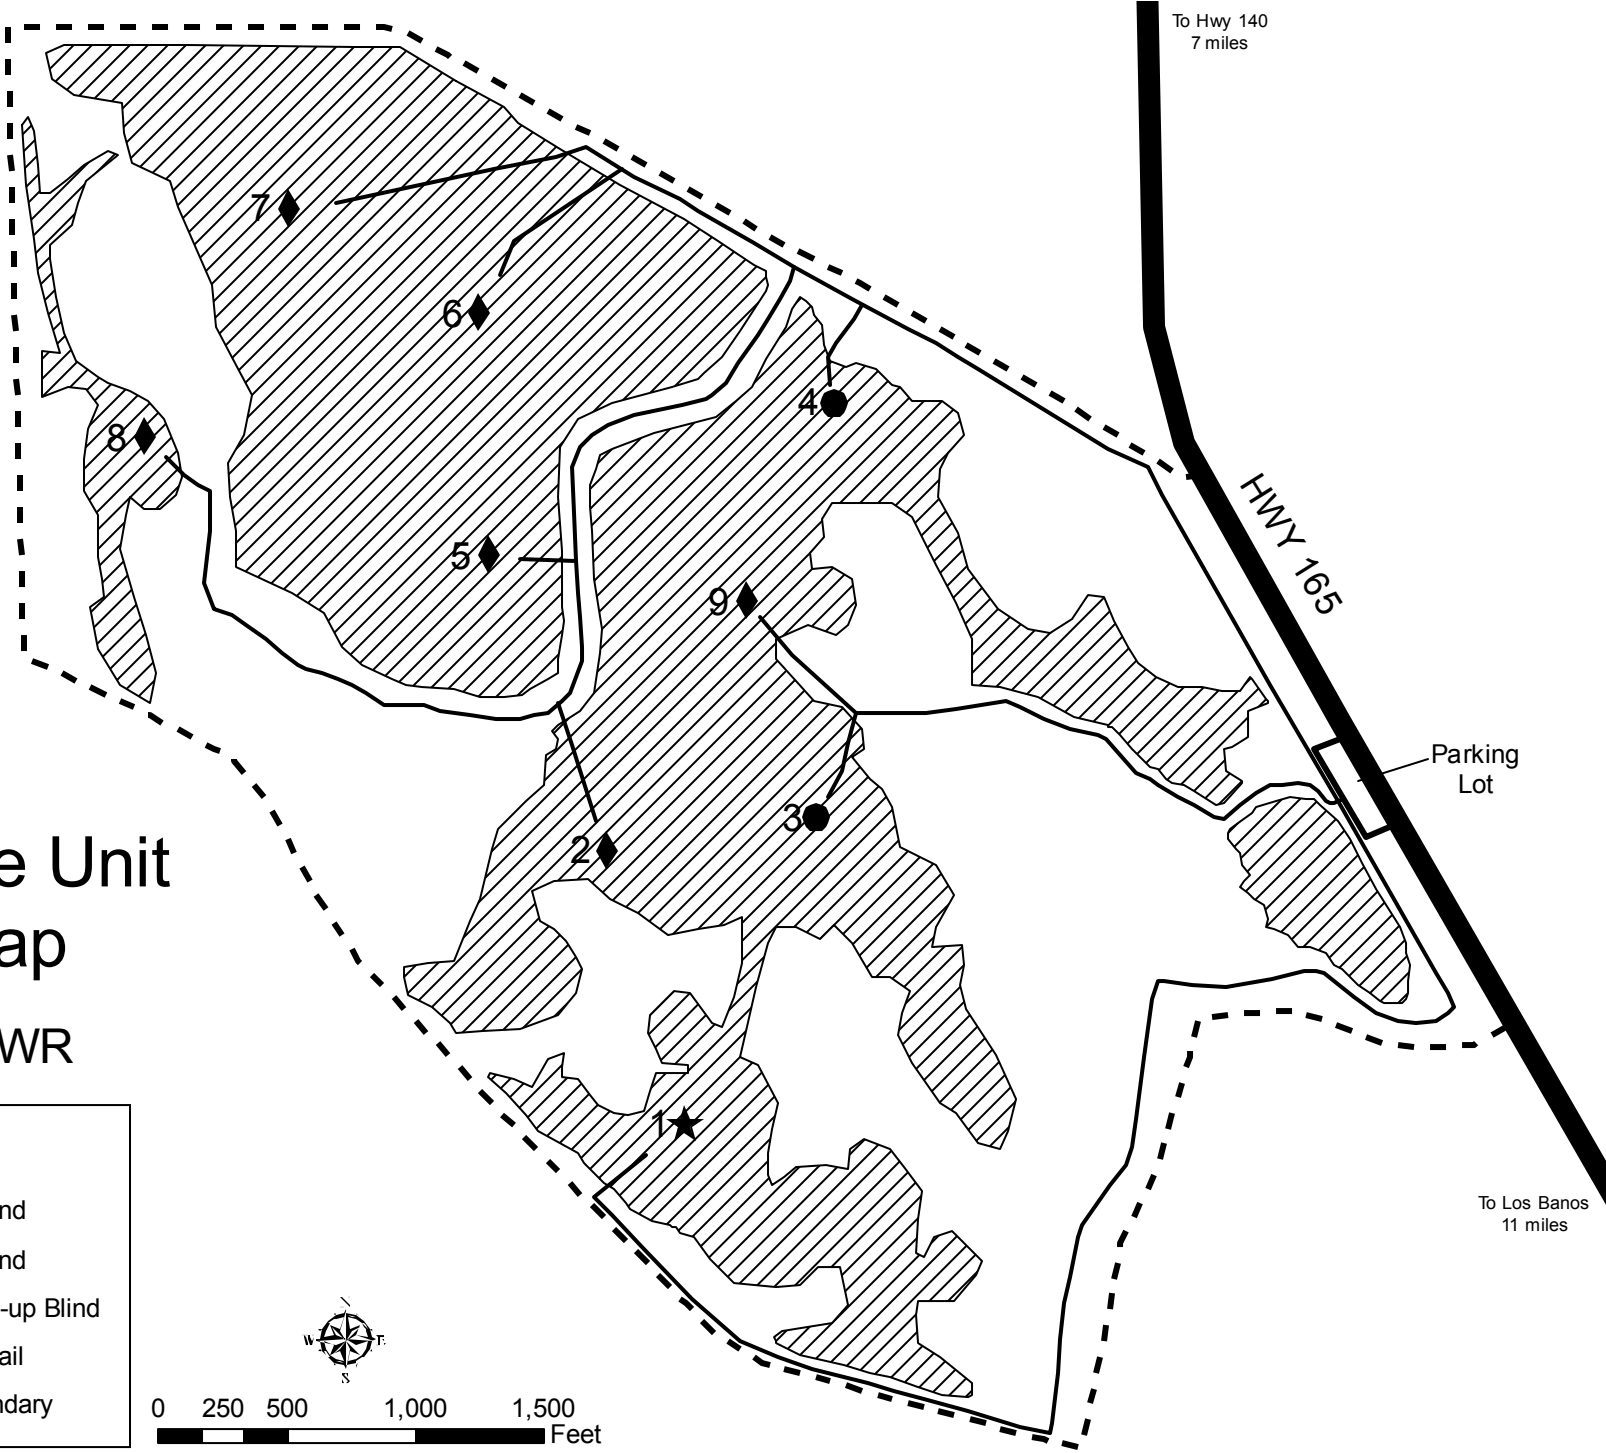 To Hwy 140
7 miles
7
6
4
8
HWY 165
5
9
Parking
Lot
3
2
e Unit
ap
WR
1
nd
nd
-up Blind
ail
ndary
To Los Banos
11 miles
N
W E
S
0 250 500 1,000 1,500
Feet